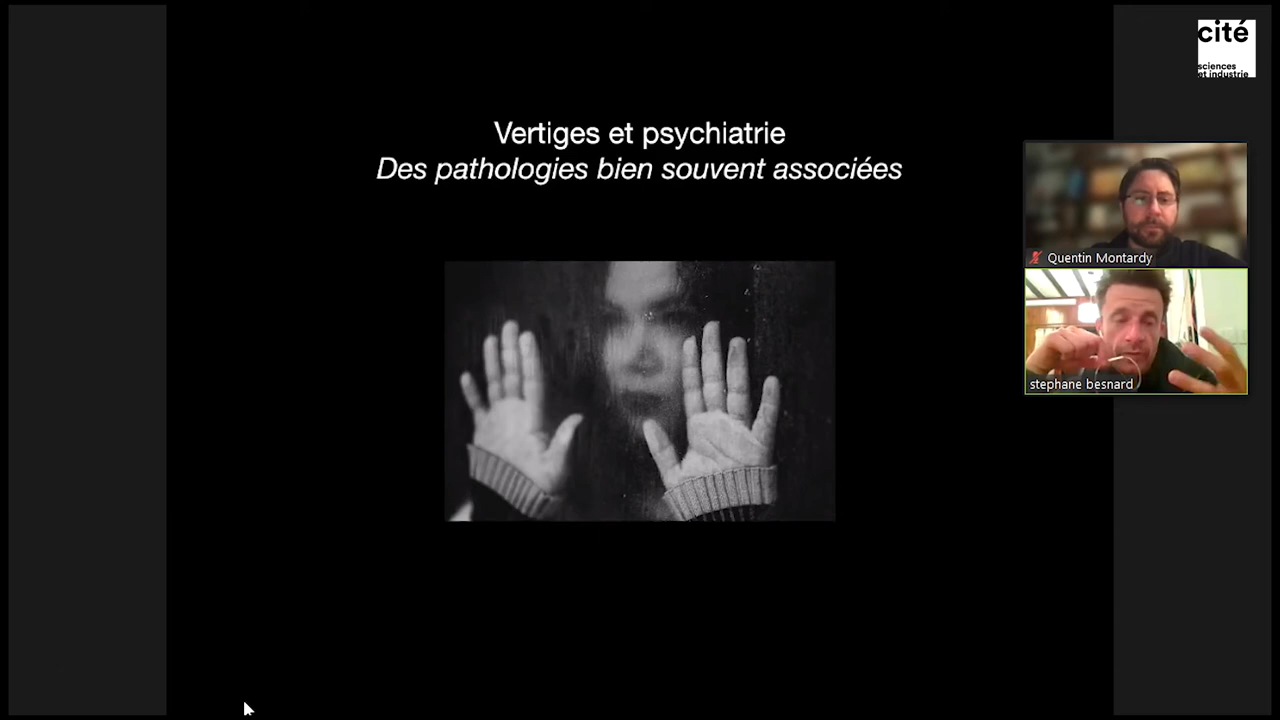 Vertiges et psychiatrie
Des pathologies bien souvent associées
cité
sciences
et industrie
Quentin Montardy
stephane besnard